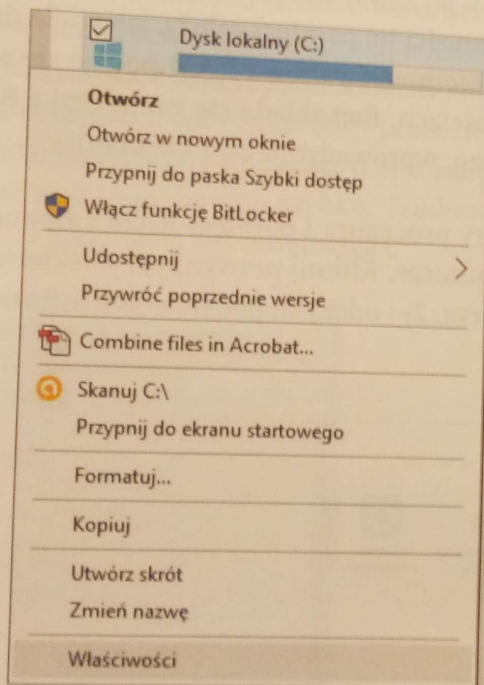 Dysk lokalny (C:)
Otwórz
Otwórz w nowym oknie
Przypnij do paska Szybki dostęp
Włącz funkcję BitLocker
Udostępnij
Przywróć poprzednie wersje
Combine files in Acrobat...
Skanuj C:\
Przypnij do ekranu startowego
Formatuj...
Kopiuj
Utwórz skrót
Zmień nazwę
Właściwości